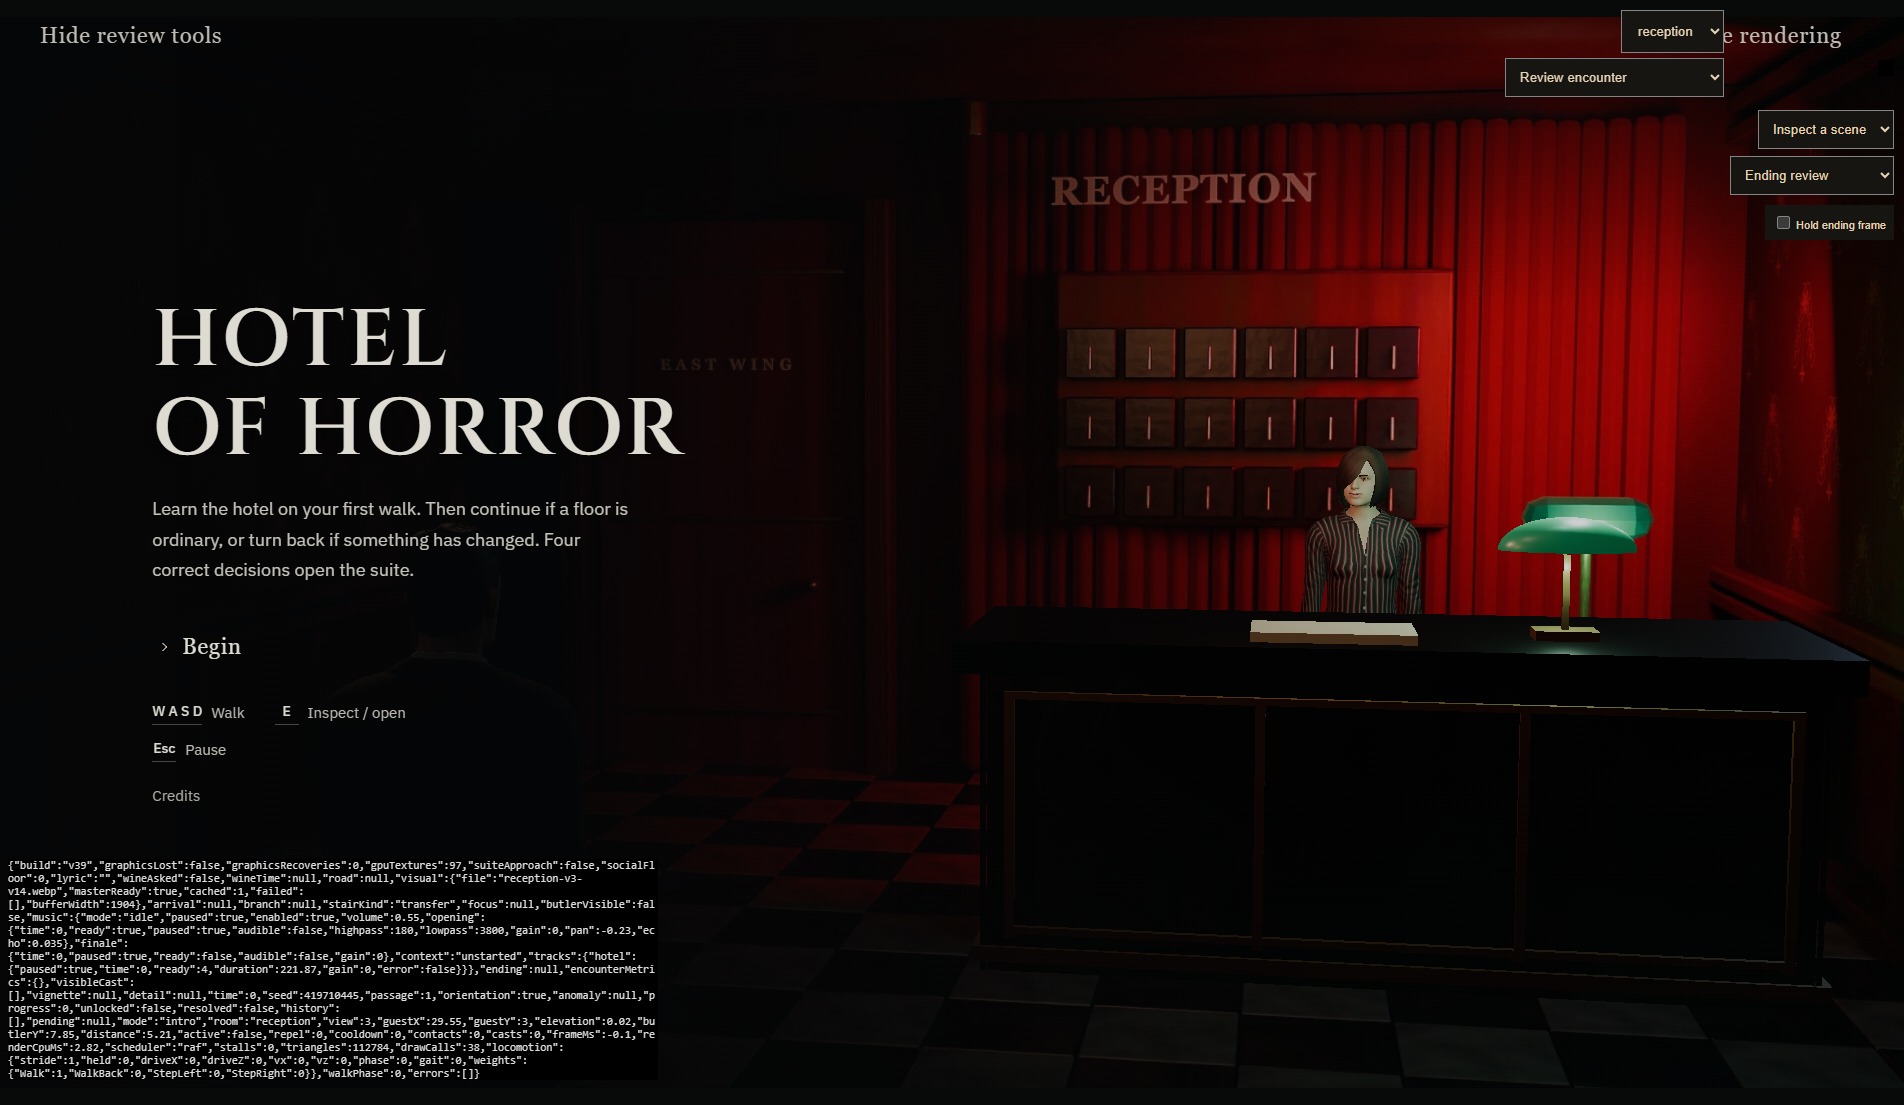 Hide review tools
reception
e rendering
Review encounter
Inspect a scene
Ending review
Hold ending frame
RECEPTION
EAST WING
HOTEL
OF HORROR
Learn the hotel on your first walk. Then continue if a floor is
ordinary, or turn back if something has changed. Four
correct decisions open the suite.
› Begin
W A S D Walk E Inspect / open
Esc Pause
Credits
{"build":"v39","graphicsLost":false,"graphicsRecoveries":0,"gpuTextures":97,"suiteApproach":false,"socialFl
oor":0,"lyric":"","wineAsked":false,"wineTime":null,"road":null,"visual":{"file":"reception-v3-
v14.webp","masterReady":true,"cached":1,"failed":
[],"bufferWidth":1904},"arrival":null,"branch":null,"stairKind":"transfer","focus":null,"butlerVisible":fal
se,"music":{"mode":"idle","paused":true,"enabled":true,"volume":0.55,"opening":
{"time":0,"ready":true,"paused":true,"audible":false,"highpass":180,"lowpass":3800,"gain":0,"pan":-0.23,"ec
ho":0.035},"finale":
{"time":0,"paused":true,"ready":false,"audible":false,"gain":0},"context":"unstarted","tracks":{"hotel":
{"paused":true,"time":0,"ready":4,"duration":221.87,"gain":0,"error":false}}},"ending":null,"encounterMetri
cs":{},"visibleCast":
[],"vignette":null,"detail":null,"time":0,"seed":419710445,"passage":1,"orientation":true,"anomaly":null,"p
rogress":0,"unlocked":false,"resolved":false,"history":
[],"pending":null,"mode":"intro","room":"reception","view":3,"guestX":29.55,"guestY":3,"elevation":0.02,"bu
tlerY":7.85,"distance":5.21,"active":false,"repel":0,"cooldown":0,"contacts":0,"casts":0,"frameMs":-0.1,"re
nderCpuMs":2.82,"scheduler":"raf","stalls":0,"triangles":112784,"drawCalls":38,"locomotion":
{"stride":1,"held":0,"driveX":0,"driveZ":0,"vx":0,"vz":0,"phase":0,"gait":0,"weights":
{"Walk":1,"WalkBack":0,"StepLeft":0,"StepRight":0}},"walkPhase":0,"errors":[]}